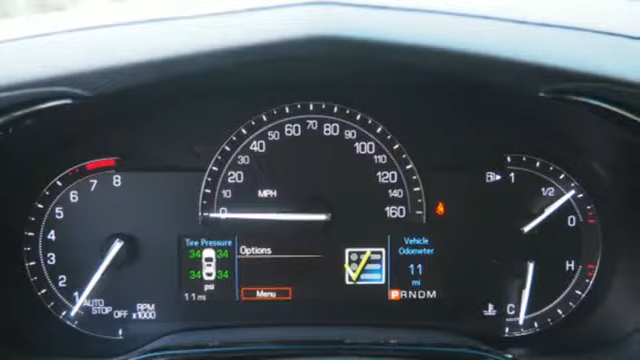 8
7
6
5
4
3
2
1
AUTO
STOP
OFF
RPM
x1000
0
10
20
30
40
50
60
70
80
90
100
110
120
140
160
MPH
Tire Pressure
34 34
34 34
psi
11 mi
Options
Menu
Vehicle
Odometer
11
mi
PRNDM
1
1/2
0
H
C